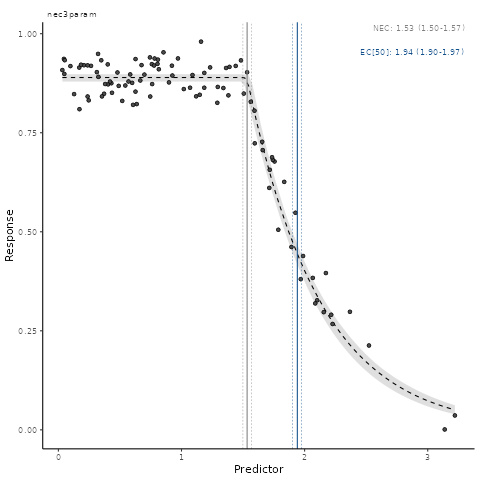 nec3param
NEC: 1.53 (1.50-1.57)
EC[50]: 1.94 (1.90-1.97)
1.00
0.75
0.50
0.25
0.00
Response
0 1 2 3
Predictor